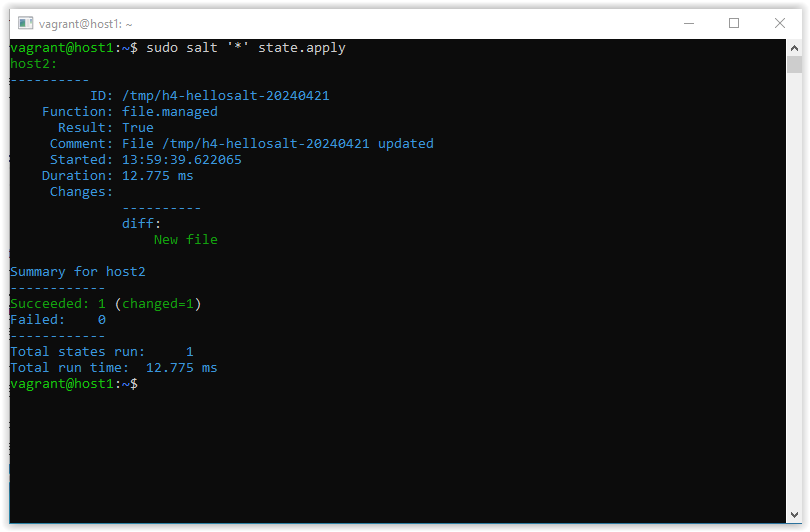 vagrant@host1: ~
vagrant@host1:~$ sudo salt '*' state.apply
host2:
----------
          ID: /tmp/h4-hellosalt-20240421
    Function: file.managed
      Result: True
     Comment: File /tmp/h4-hellosalt-20240421 updated
     Started: 13:59:39.622065
    Duration: 12.775 ms
     Changes:
              ----------
              diff:
                  New file

Summary for host2
------------
Succeeded: 1 (changed=1)
Failed:    0
------------
Total states run:     1
Total run time:  12.775 ms
vagrant@host1:~$